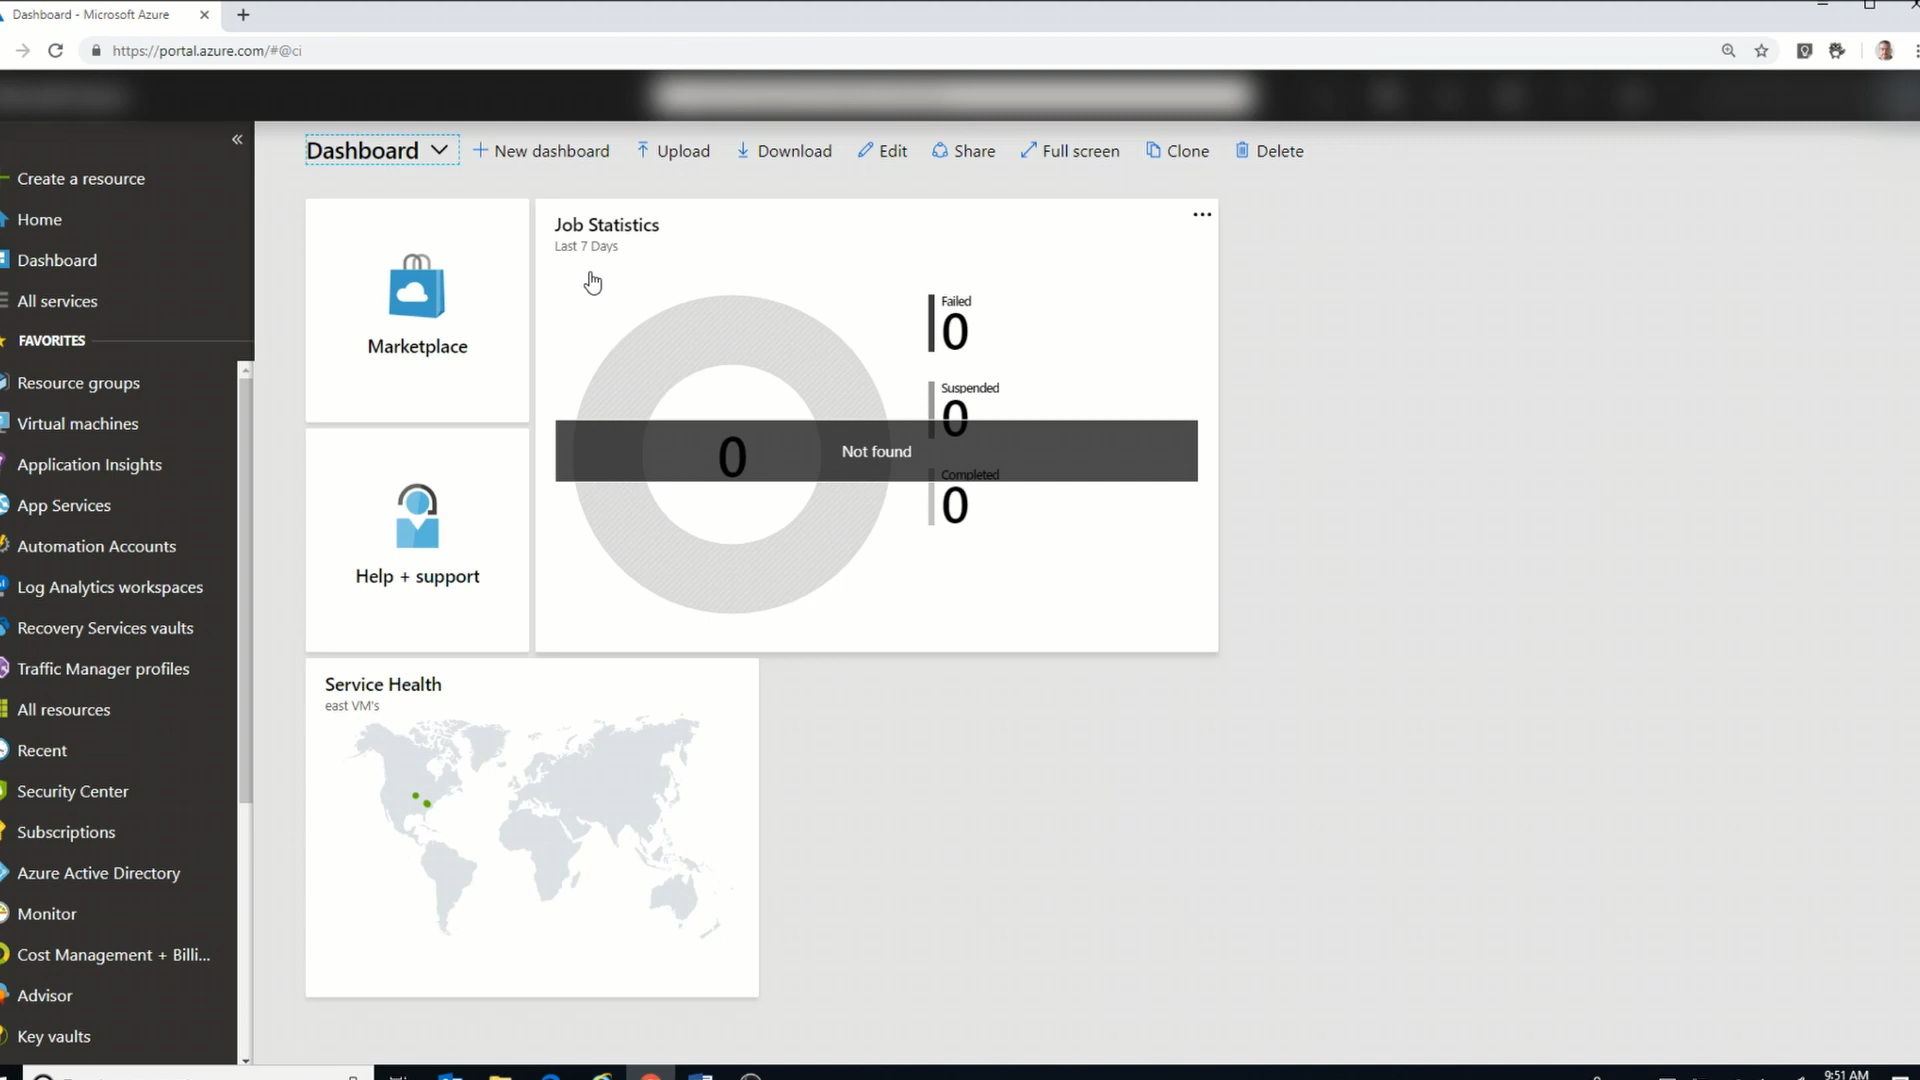 Dashboard - Microsoft Azure
https://portal.azure.com/#@ci
Dashboard
New dashboard
Upload
Download
Edit
Share
Full screen
Clone
Delete
Create a resource
Home
Dashboard
All services
FAVORITES
Resource groups
Virtual machines
Application Insights
App Services
Automation Accounts
Log Analytics workspaces
Recovery Services vaults
Traffic Manager profiles
All resources
Recent
Security Center
Subscriptions
Azure Active Directory
Monitor
Cost Management + Billi...
Advisor
Key vaults
Marketplace
Help + support
Job Statistics
Last 7 Days
0
Not found
Failed
0
Suspended
0
Completed
0
Service Health
east VM's
9:51 AM